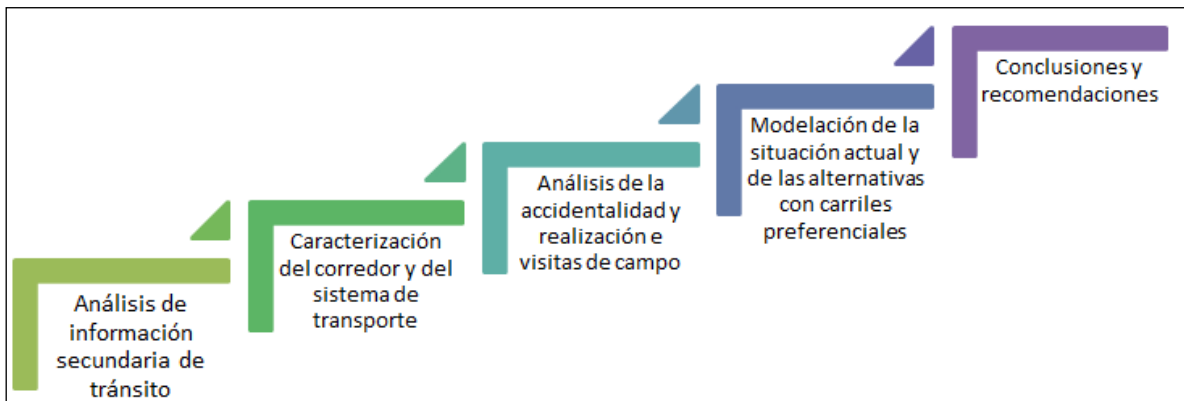 Análisis de
información
secundaria de
tránsito
Caracterización
del corredor y del
sistema de
transporte
Análisis de la
accidentalidad y
realización e
visitas de campo
Modelación de la
situación actual y
de las alternativas
con carriles
preferenciales
Conclusiones y
recomendaciones